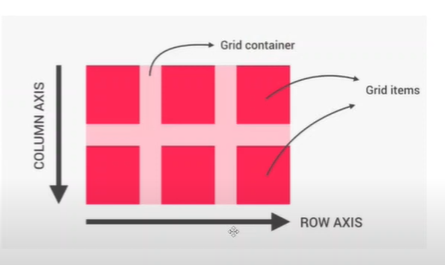 Grid container
Grid items
COLUMN AXIS
ROW AXIS